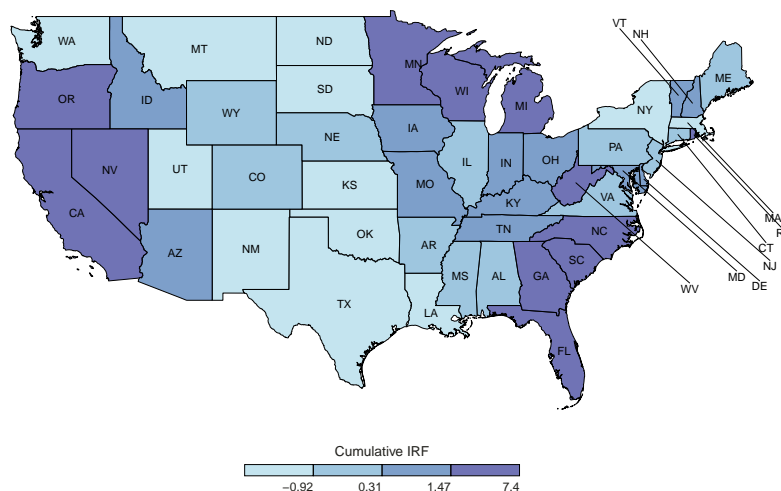 VT
NH
WA
MT
ND
ME
MN
OR
ID
SD
WI
MI
NY
WY
IA
NE
PA
NV
UT
CO
IL
IN
OH
MO
KS
KY
VA
WV
MD
DE
NJ
CT
R
MA
CA
AZ
NM
OK
AR
TN
NC
SC
MS
AL
GA
TX
LA
FL
Cumulative IRF
−0.92 0.31 1.47 7.4